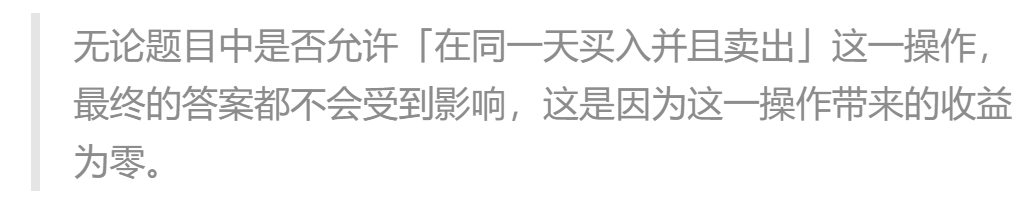 无论题目中是否允许「在同一天买入并且卖出」这一操作，
最终的答案都不会受到影响，这是因为这一操作带来的收益
为零。